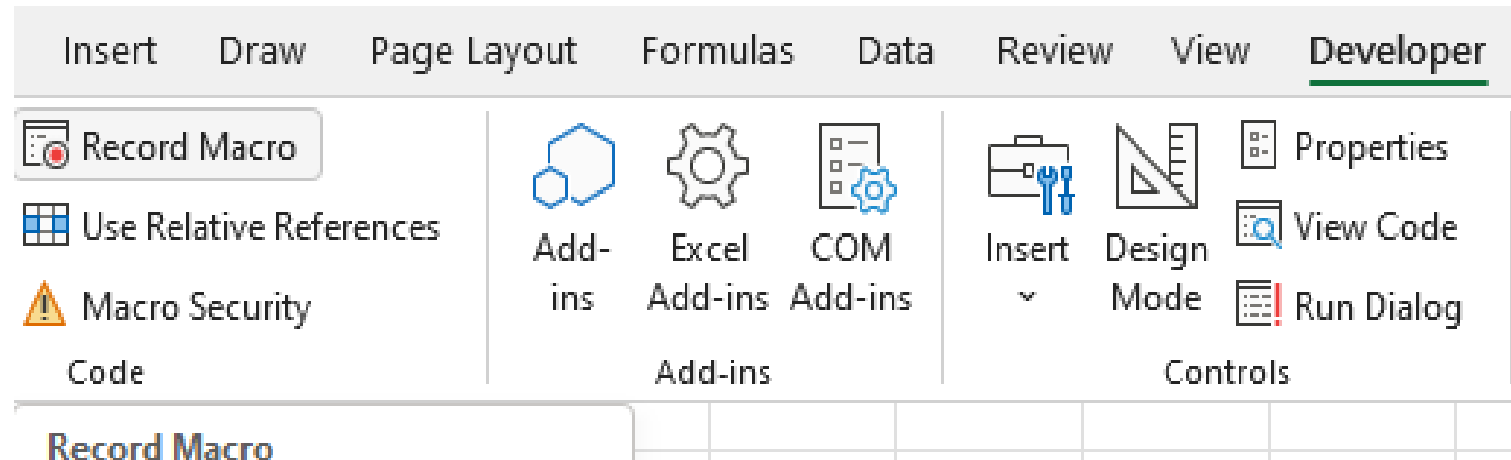 Insert Draw Page Layout Formulas Data Review View Developer
Record Macro
Use Relative References
Macro Security
Code
Add-
ins
Excel
Add-ins
COM
Add-ins
Add-ins
Insert
Design
Mode
Properties
View Code
Run Dialog
Controls
Record Macro